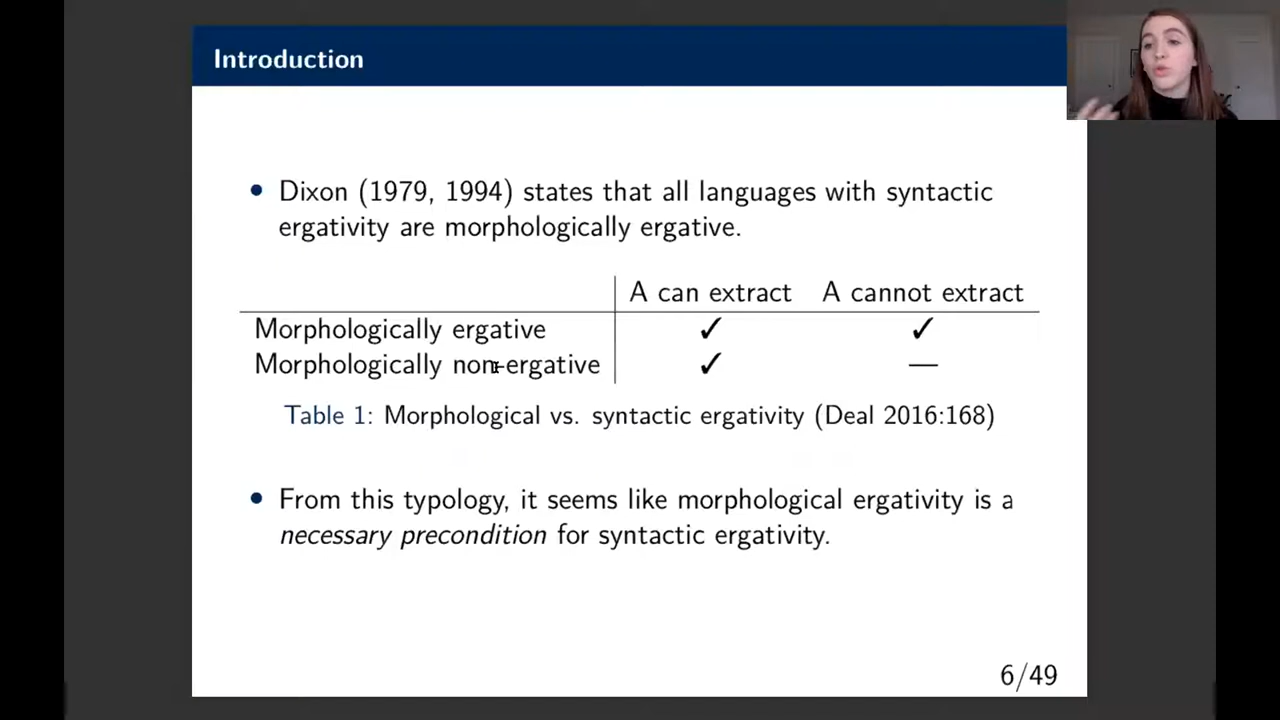 Introduction
• Dixon (1979, 1994) states that all languages with syntactic
ergativity are morphologically ergative.
A can extract A cannot extract
Morphologically ergative ✓ ✓
Morphologically non-ergative ✓ —
Table 1: Morphological vs. syntactic ergativity (Deal 2016:168)
• From this typology, it seems like morphological ergativity is a
necessary precondition for syntactic ergativity.
6/49